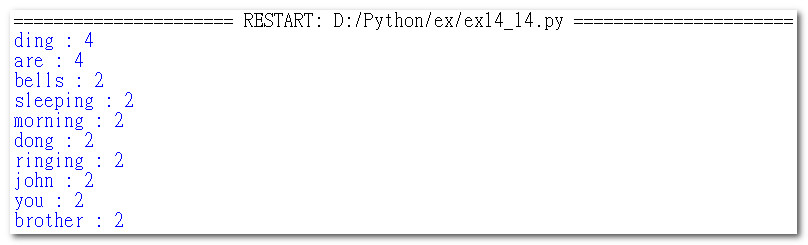 ====================== RESTART: D:/Python/ex/ex14_14.py ======================
ding : 4
are : 4
bells : 2
sleeping : 2
morning : 2
dong : 2
ringing : 2
john : 2
you : 2
brother : 2